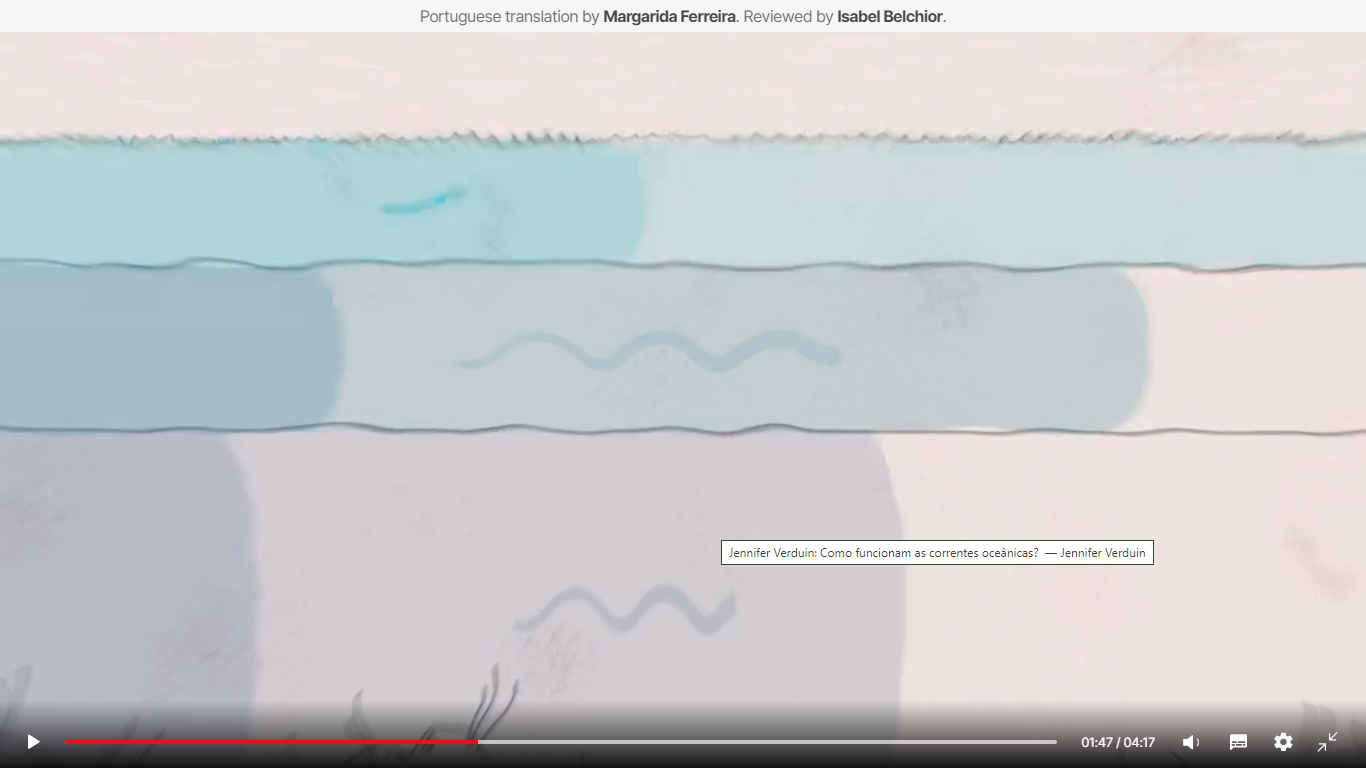 Portuguese translation by Margarida Ferreira. Reviewed by Isabel Belchior.
Jennifer Verduin: Como funcionam as correntes oceânicas? — Jennifer Verduin
01:47 / 04:17